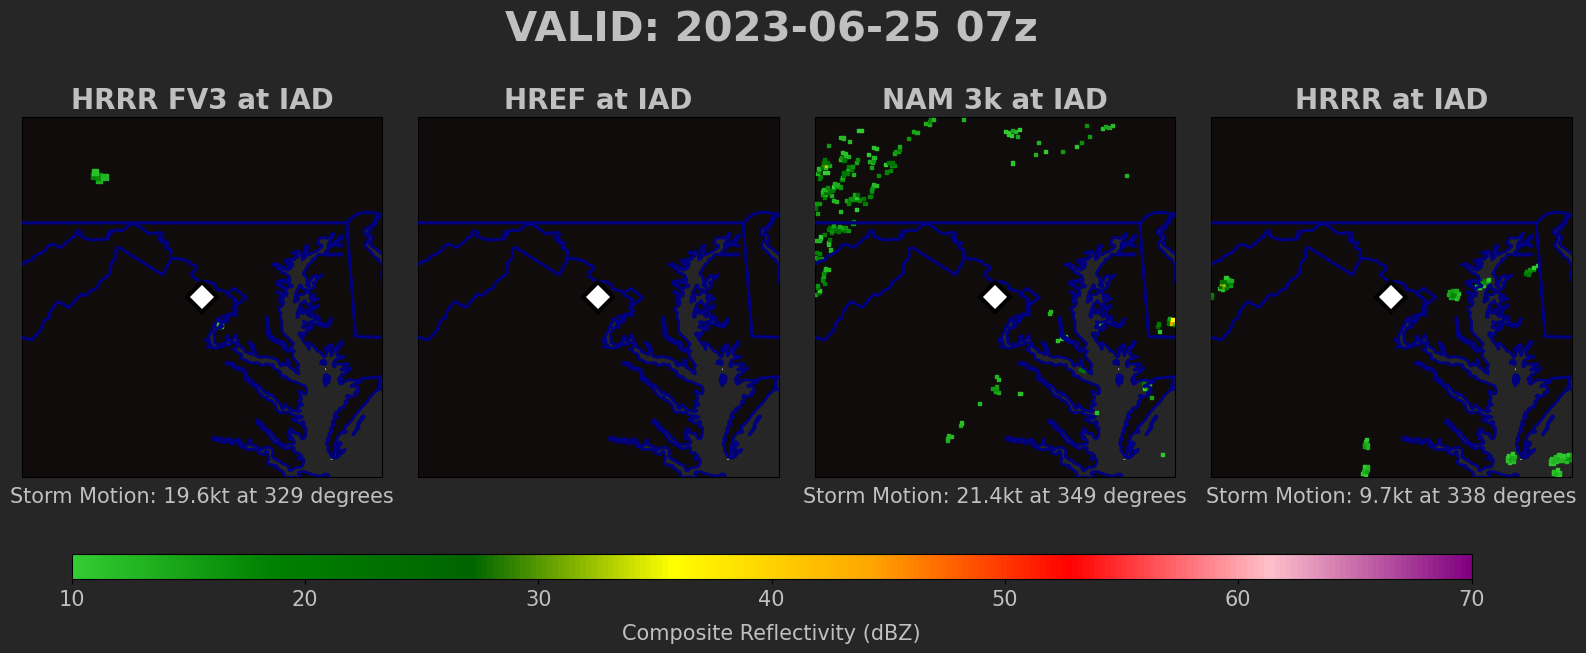 VALID: 2023-06-25 07z
HRRR FV3 at IAD
HREF at IAD
NAM 3k at IAD
HRRR at IAD
Storm Motion: 19.6kt at 329 degrees
Storm Motion: 21.4kt at 349 degrees
Storm Motion: 9.7kt at 338 degrees
10 20 30 40 50 60 70
Composite Reflectivity (dBZ)